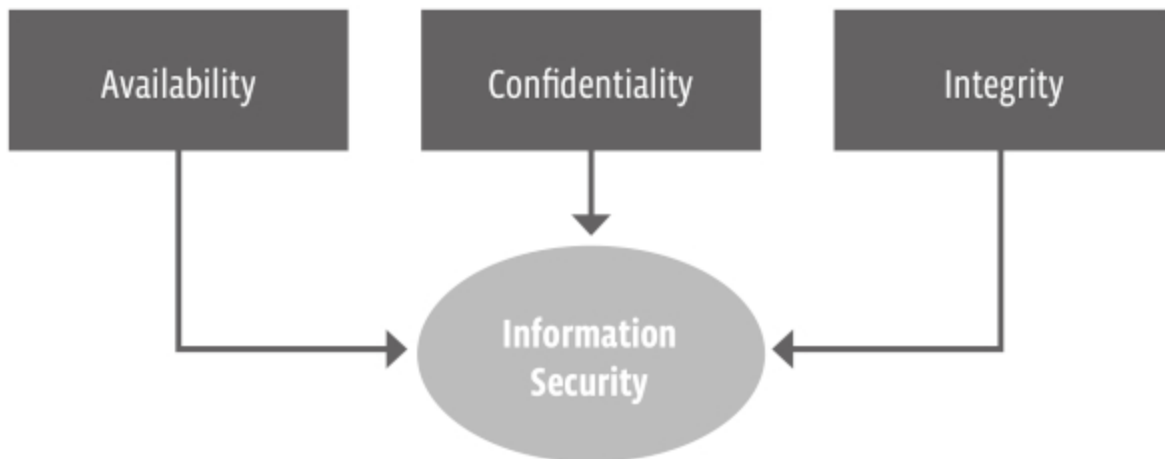 Availability
Confidentiality
Integrity
Information
Security